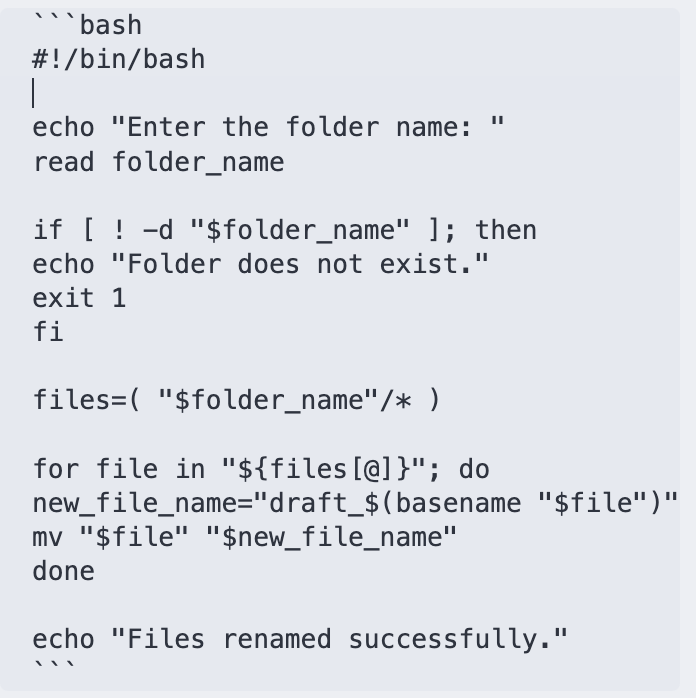 ```bash
#!/bin/bash
echo "Enter the folder name: "
read folder_name
if [ ! -d "$folder_name" ]; then
echo "Folder does not exist."
exit 1
fi
files=( "$folder_name"/* )
for file in "${files[@]}"; do
new_file_name="draft_$(basename "$file")"
mv "$file" "$new_file_name"
done
echo "Files renamed successfully."
```